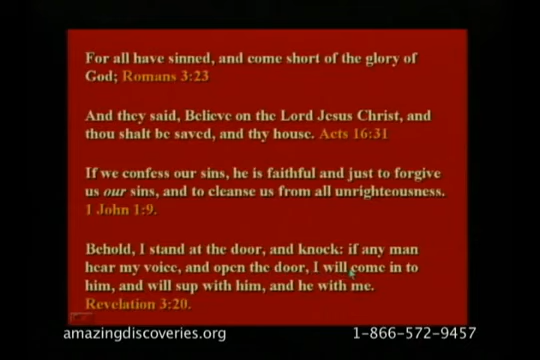 For all have sinned, and come short of the glory of
God; Romans 3:23
And they said, Believe on the Lord Jesus Christ, and
thou shalt be saved, and thy house. Acts 16:31
If we confess our sins, he is faithful and just to forgive
us our sins, and to cleanse us from all unrighteousness.
1 John 1:9.
Behold, I stand at the door, and knock: if any man
hear my voice, and open the door, I will come in to
him, and will sup with him, and he with me.
Revelation 3:20.
amazingdiscoveries.org 1-866-572-9457